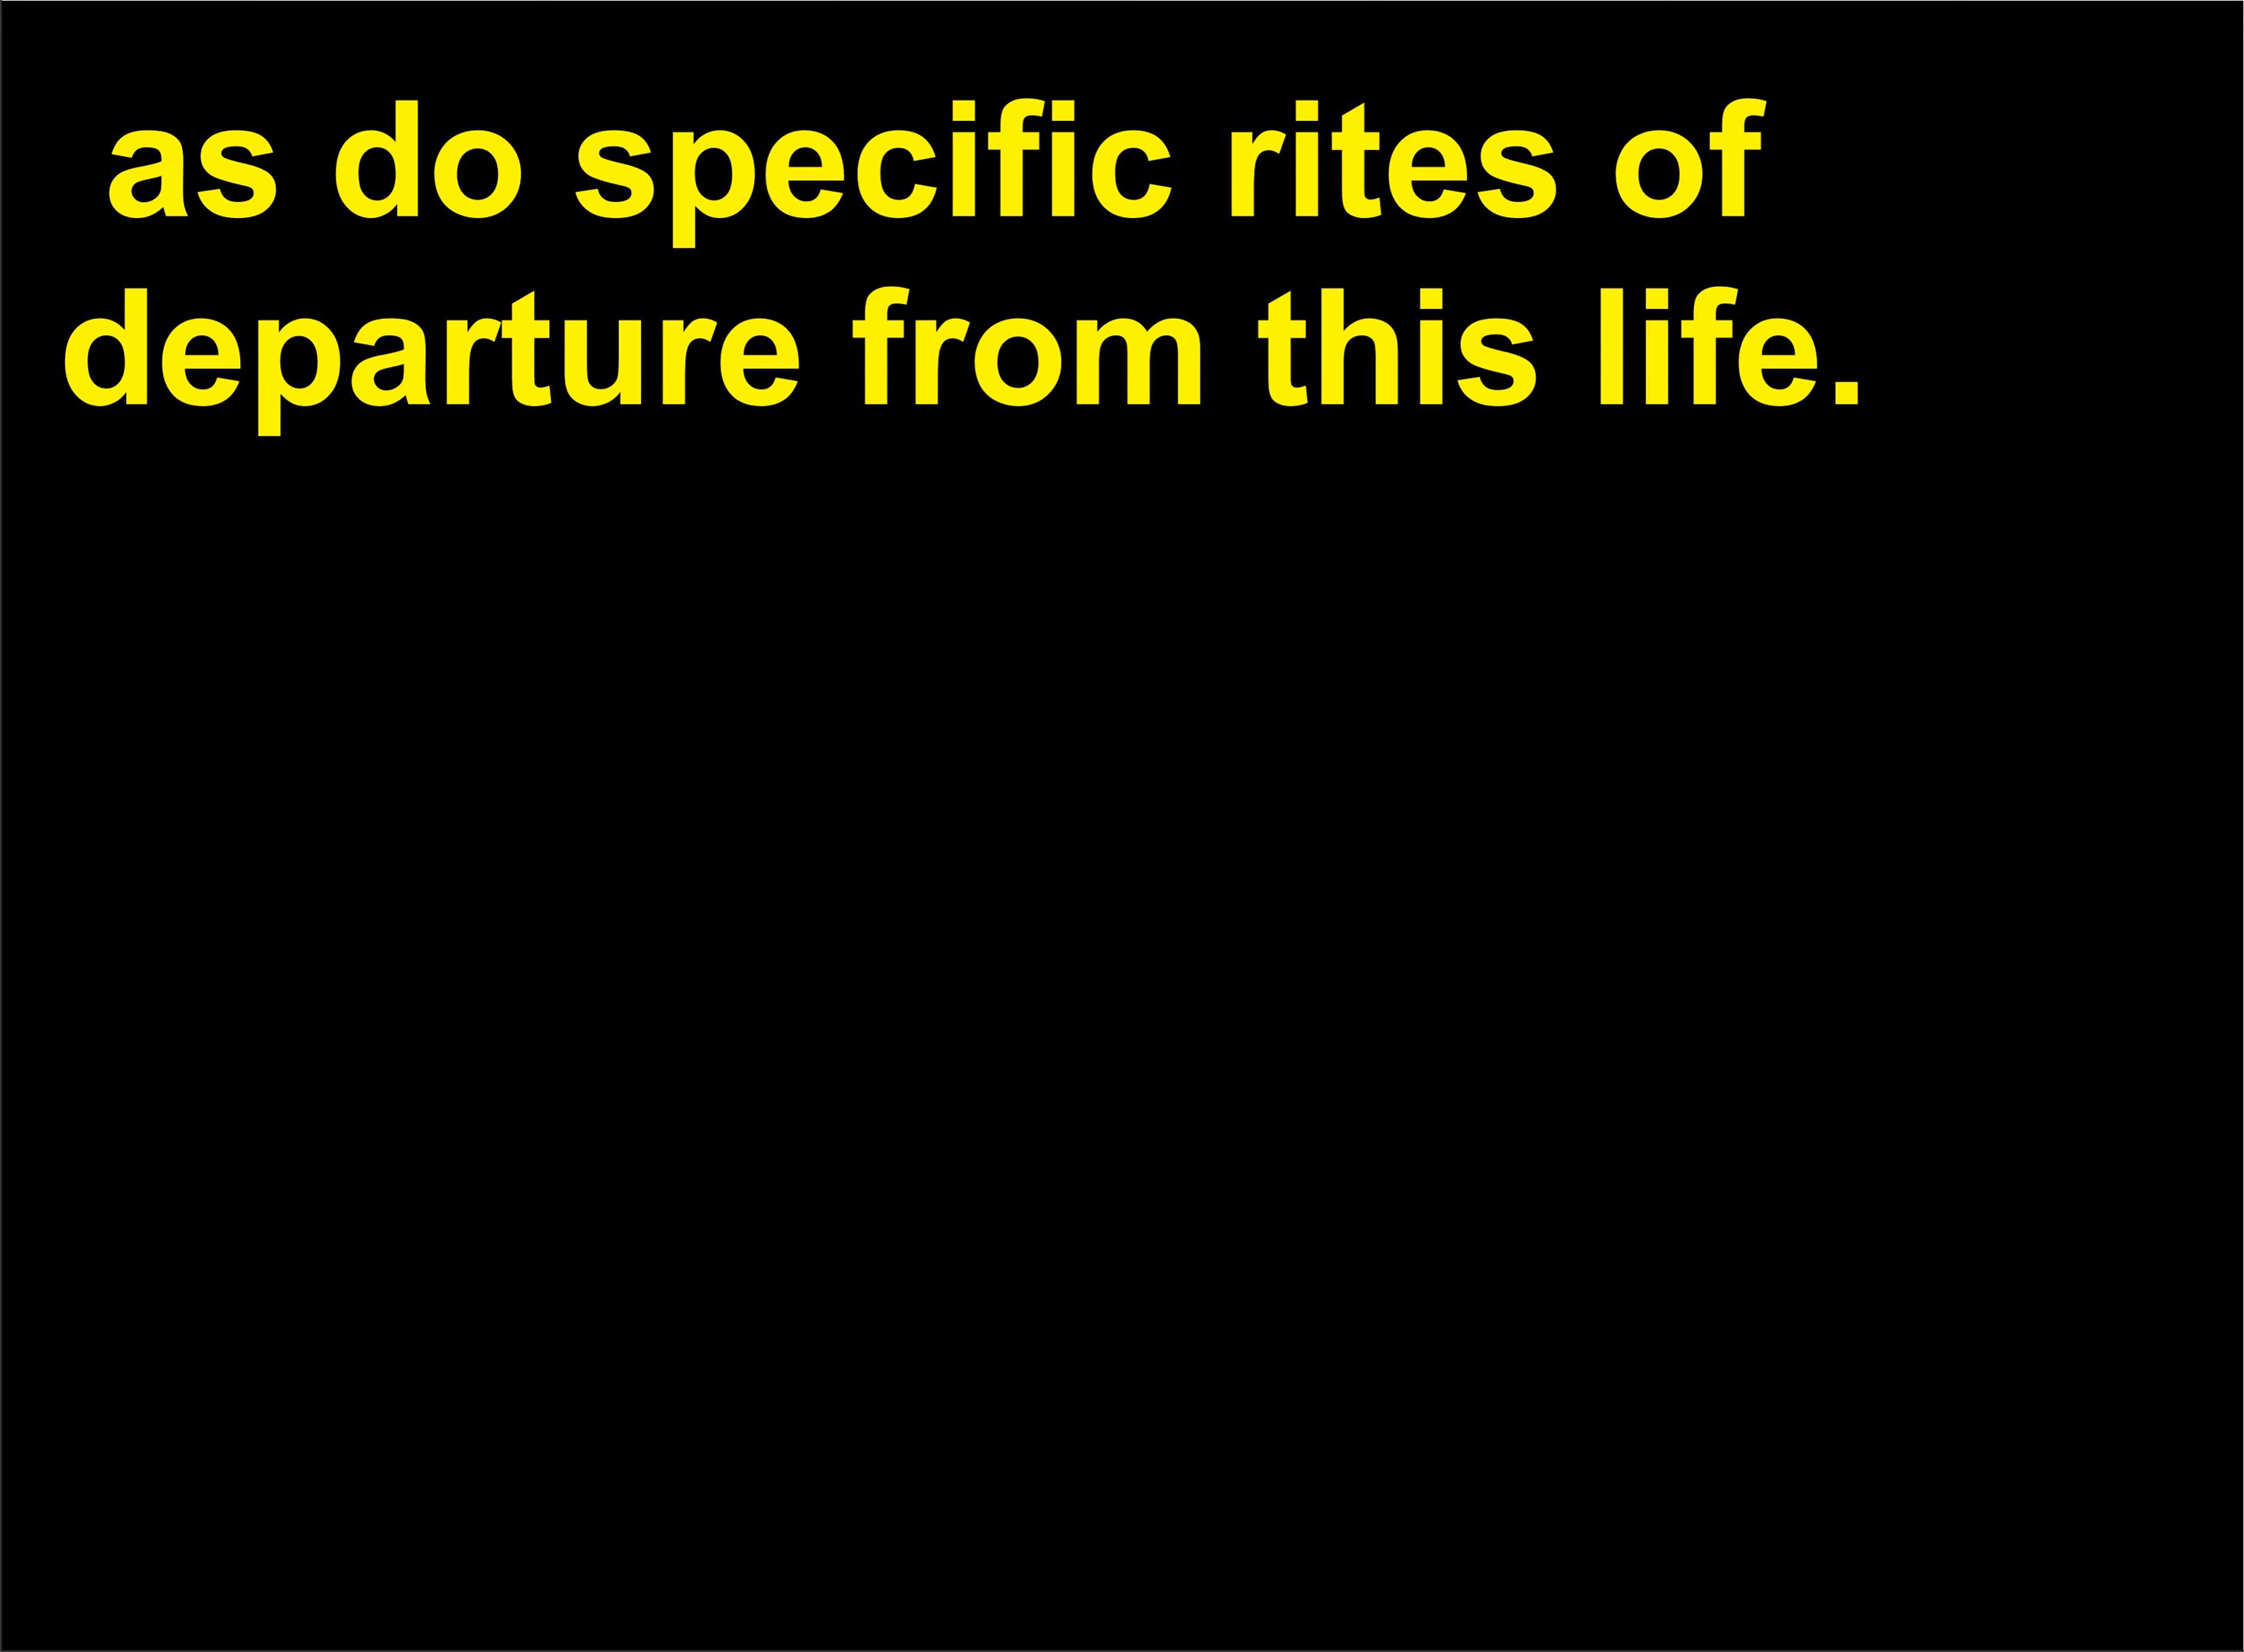 as do specific rites of
departure from this life.